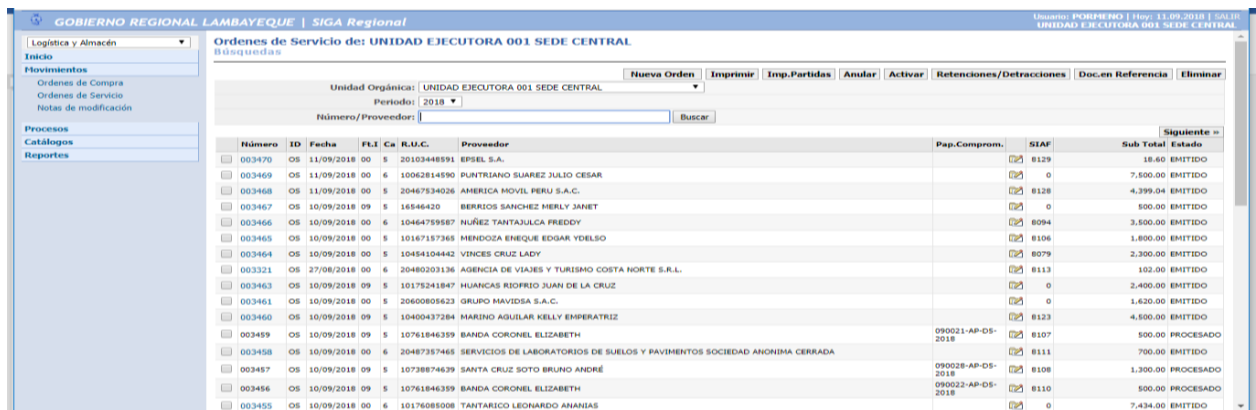 GOBIERNO REGIONAL LAMBAYEQUE | SIGA Regional
Usuario: PORMENO | Hoy: 11.09.2018 | SALIR
UNIDAD EJECUTORA 001 SEDE CENTRAL
Logística y Almacén
Inicio
Movimientos
Ordenes de Compra
Ordenes de Servicio
Notas de modificación
Procesos
Catálogos
Reportes
Ordenes de Servicio de: UNIDAD EJECUTORA 001 SEDE CENTRAL
Búsquedas
Nueva Orden Imprimir Imp.Partidas Anular Activar Retenciones/Detracciones Doc.en Referencia Eliminar
Unidad Orgánica: UNIDAD EJECUTORA 001 SEDE CENTRAL
Periodo: 2018
Número/Proveedor: Buscar
Siguiente »
Número ID Fecha Ft.I Ca R.U.C. Proveedor Pap.Comprom. SIAF Sub Total Estado
003470 OS 11/09/2018 00 5 20103448591 EPSEL S.A. 8129 18.60 EMITIDO
003469 OS 11/09/2018 00 6 10062814590 PUNTRIANO SUAREZ JULIO CESAR 0 7,500.00 EMITIDO
003468 OS 11/09/2018 00 5 20467534026 AMERICA MOVIL PERU S.A.C. 8128 4,399.04 EMITIDO
003467 OS 10/09/2018 09 5 16546420 BERRIOS SANCHEZ MERLY JANET 0 500.00 EMITIDO
003466 OS 10/09/2018 00 6 10464759587 NUÑEZ TANTAJULCA FREDDY 8094 3,500.00 EMITIDO
003465 OS 10/09/2018 00 5 10167157365 MENDOZA ENEQUE EDGAR YDELSO 8106 1,800.00 EMITIDO
003464 OS 10/09/2018 00 5 10454104442 VINCES CRUZ LADY 8079 2,300.00 EMITIDO
003321 OS 27/08/2018 00 6 20480203136 AGENCIA DE VIAJES Y TURISMO COSTA NORTE S.R.L. 8113 102.00 EMITIDO
003463 OS 10/09/2018 09 5 10175241847 HUANCAS RIOFRIO JUAN DE LA CRUZ 0 2,400.00 EMITIDO
003461 OS 10/09/2018 00 5 20600805623 GRUPO MAVIDSA S.A.C. 0 1,620.00 EMITIDO
003460 OS 10/09/2018 09 5 10400437284 MARINO AGUILAR KELLY EMPERATRIZ 8123 4,500.00 EMITIDO
003459 OS 10/09/2018 09 5 10761846359 BANDA CORONEL ELIZABETH 090021-AP-DS-2018 8107 500.00 PROCESADO
003458 OS 10/09/2018 00 6 20487357465 SERVICIOS DE LABORATORIOS DE SUELOS Y PAVIMENTOS SOCIEDAD ANONIMA CERRADA 8111 700.00 EMITIDO
003457 OS 10/09/2018 09 5 10738874639 SANTA CRUZ SOTO BRUNO ANDRÉ 090028-AP-DS-2018 8108 1,300.00 PROCESADO
003456 OS 10/09/2018 09 5 10761846359 BANDA CORONEL ELIZABETH 090022-AP-DS-2018 8110 500.00 PROCESADO
003455 OS 10/09/2018 00 6 10176085008 TANTARICO LEONARDO ANANIAS 0 7,434.00 EMITIDO